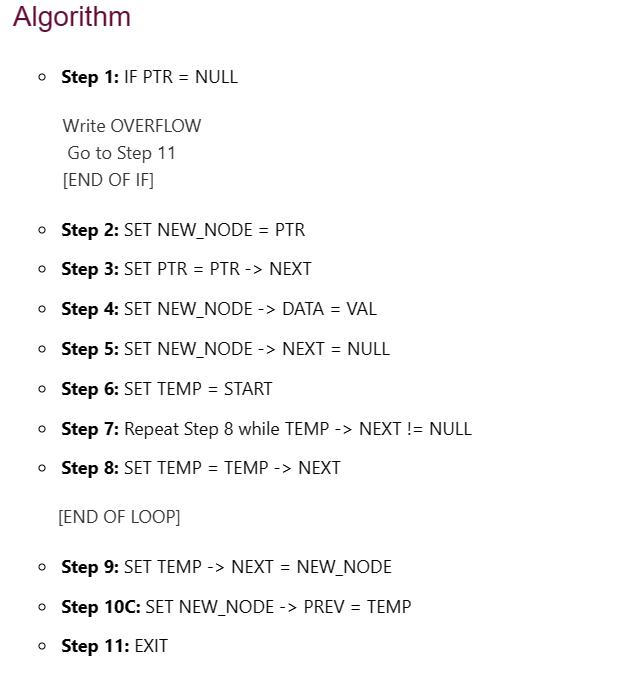 Algorithm
Step 1: IF PTR = NULL
Write OVERFLOW
Go to Step 11
[END OF IF]
Step 2: SET NEW_NODE = PTR
Step 3: SET PTR = PTR -> NEXT
Step 4: SET NEW_NODE -> DATA = VAL
Step 5: SET NEW_NODE -> NEXT = NULL
Step 6: SET TEMP = START
Step 7: Repeat Step 8 while TEMP -> NEXT != NULL
Step 8: SET TEMP = TEMP -> NEXT
[END OF LOOP]
Step 9: SET TEMP -> NEXT = NEW_NODE
Step 10C: SET NEW_NODE -> PREV = TEMP
Step 11: EXIT